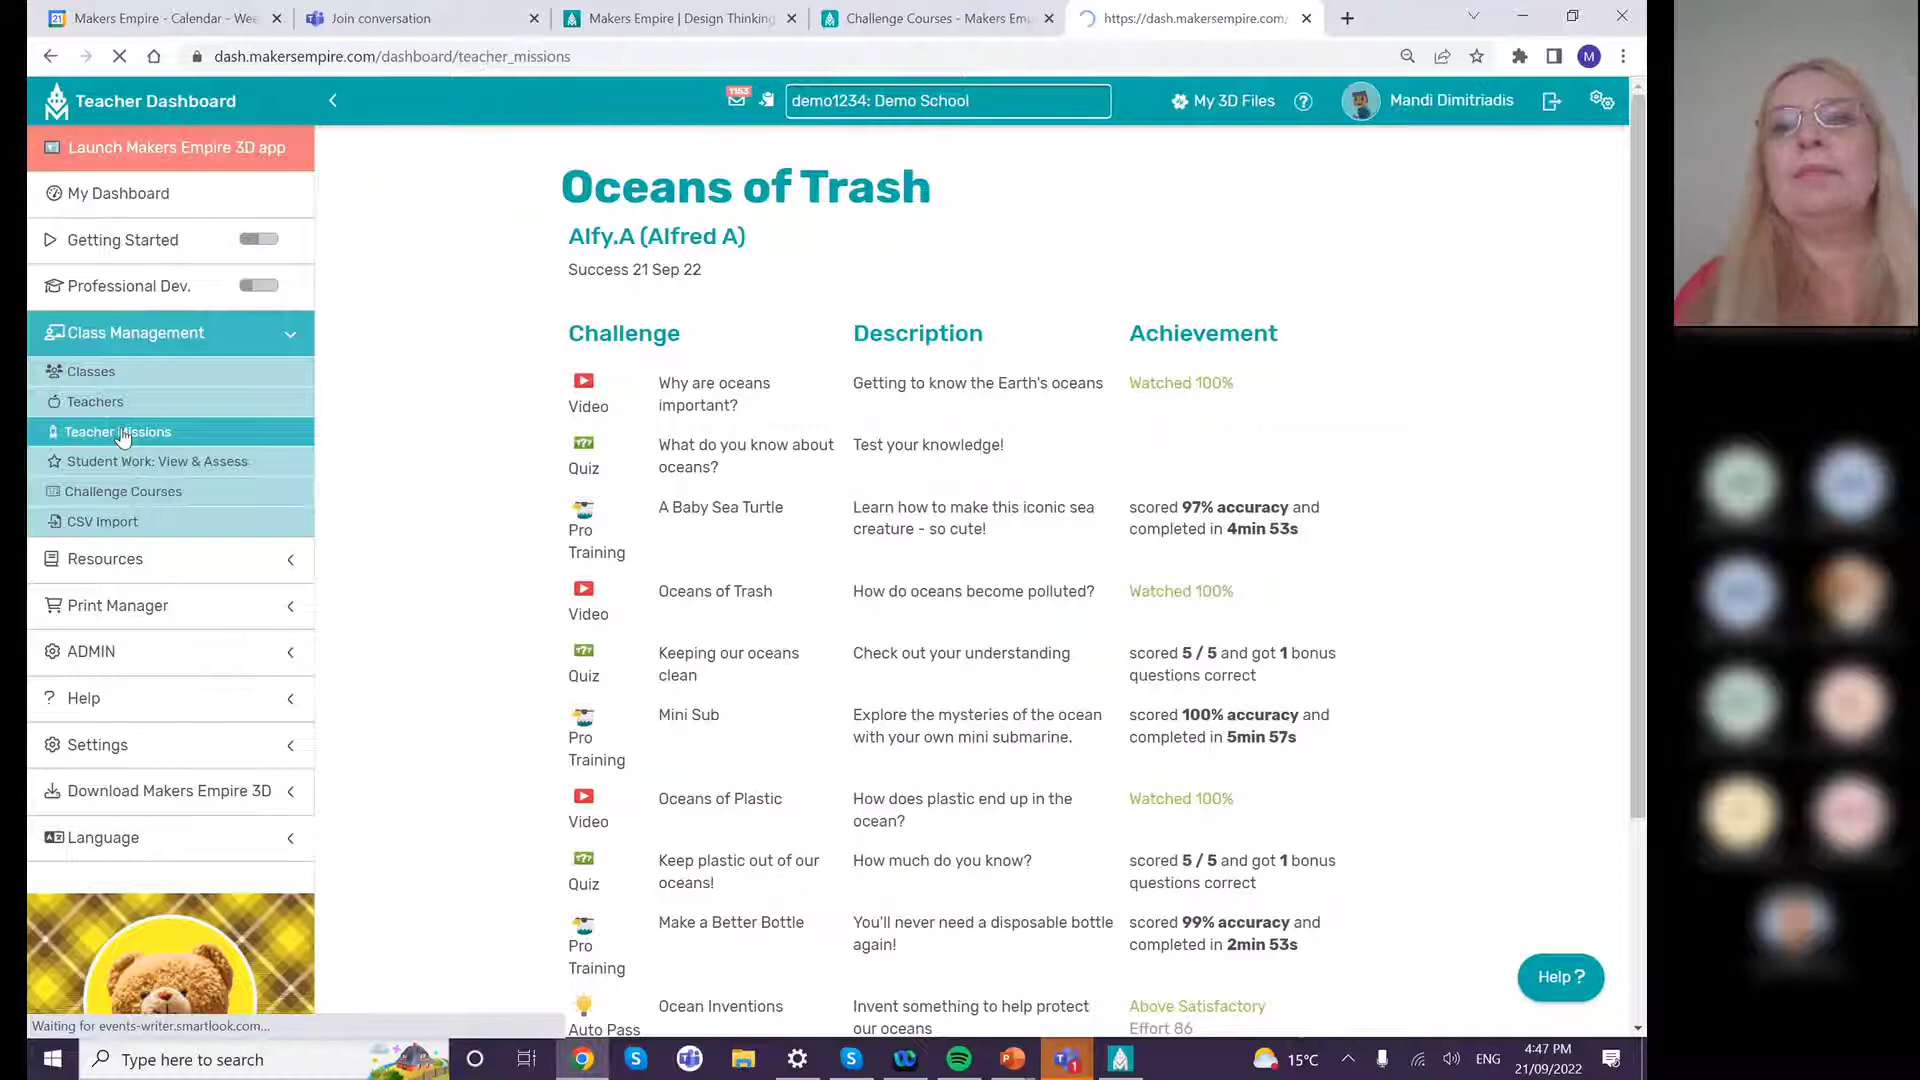 Makers Empire - Calendar - Wee
Join conversation
Makers Empire | Design Thinking
Challenge Courses - Makers Emp
https://dash.makersempire.com/
dash.makersempire.com/dashboard/teacher_missions
M
Teacher Dashboard
1163
demo1234: Demo School
My 3D Files
Mandi Dimitriadis
Launch Makers Empire 3D app
My Dashboard
Getting Started
Professional Dev.
Class Management
Classes
Teachers
Teacher Missions
Student Work: View & Assess
Challenge Courses
CSV Import
Resources
Print Manager
ADMIN
Help
Settings
Download Makers Empire 3D
Language
Oceans of Trash
Alfy.A (Alfred A)
Success 21 Sep 22
Challenge Description Achievement
Video
Why are oceans
important?
Getting to know the Earth's oceans
Watched 100%
Quiz
What do you know about
oceans?
Test your knowledge!
Pro
Training
A Baby Sea Turtle
Learn how to make this iconic sea
creature - so cute!
scored 97% accuracy and
completed in 4min 53s
Video
Oceans of Trash
How do oceans become polluted?
Watched 100%
Quiz
Keeping our oceans
clean
Check out your understanding
scored 5 / 5 and got 1 bonus
questions correct
Pro
Training
Mini Sub
Explore the mysteries of the ocean
with your own mini submarine.
scored 100% accuracy and
completed in 5min 57s
Video
Oceans of Plastic
How does plastic end up in the
ocean?
Watched 100%
Quiz
Keep plastic out of our
oceans!
How much do you know?
scored 5 / 5 and got 1 bonus
questions correct
Pro
Training
Make a Better Bottle
You'll never need a disposable bottle
again!
scored 99% accuracy and
completed in 2min 53s
Auto Pass
Ocean Inventions
Invent something to help protect
our oceans
Above Satisfactory
Effort 86
Help ?
Waiting for events-writer.smartlook.com...
Type here to search
15°C
ENG
4:47 PM
21/09/2022